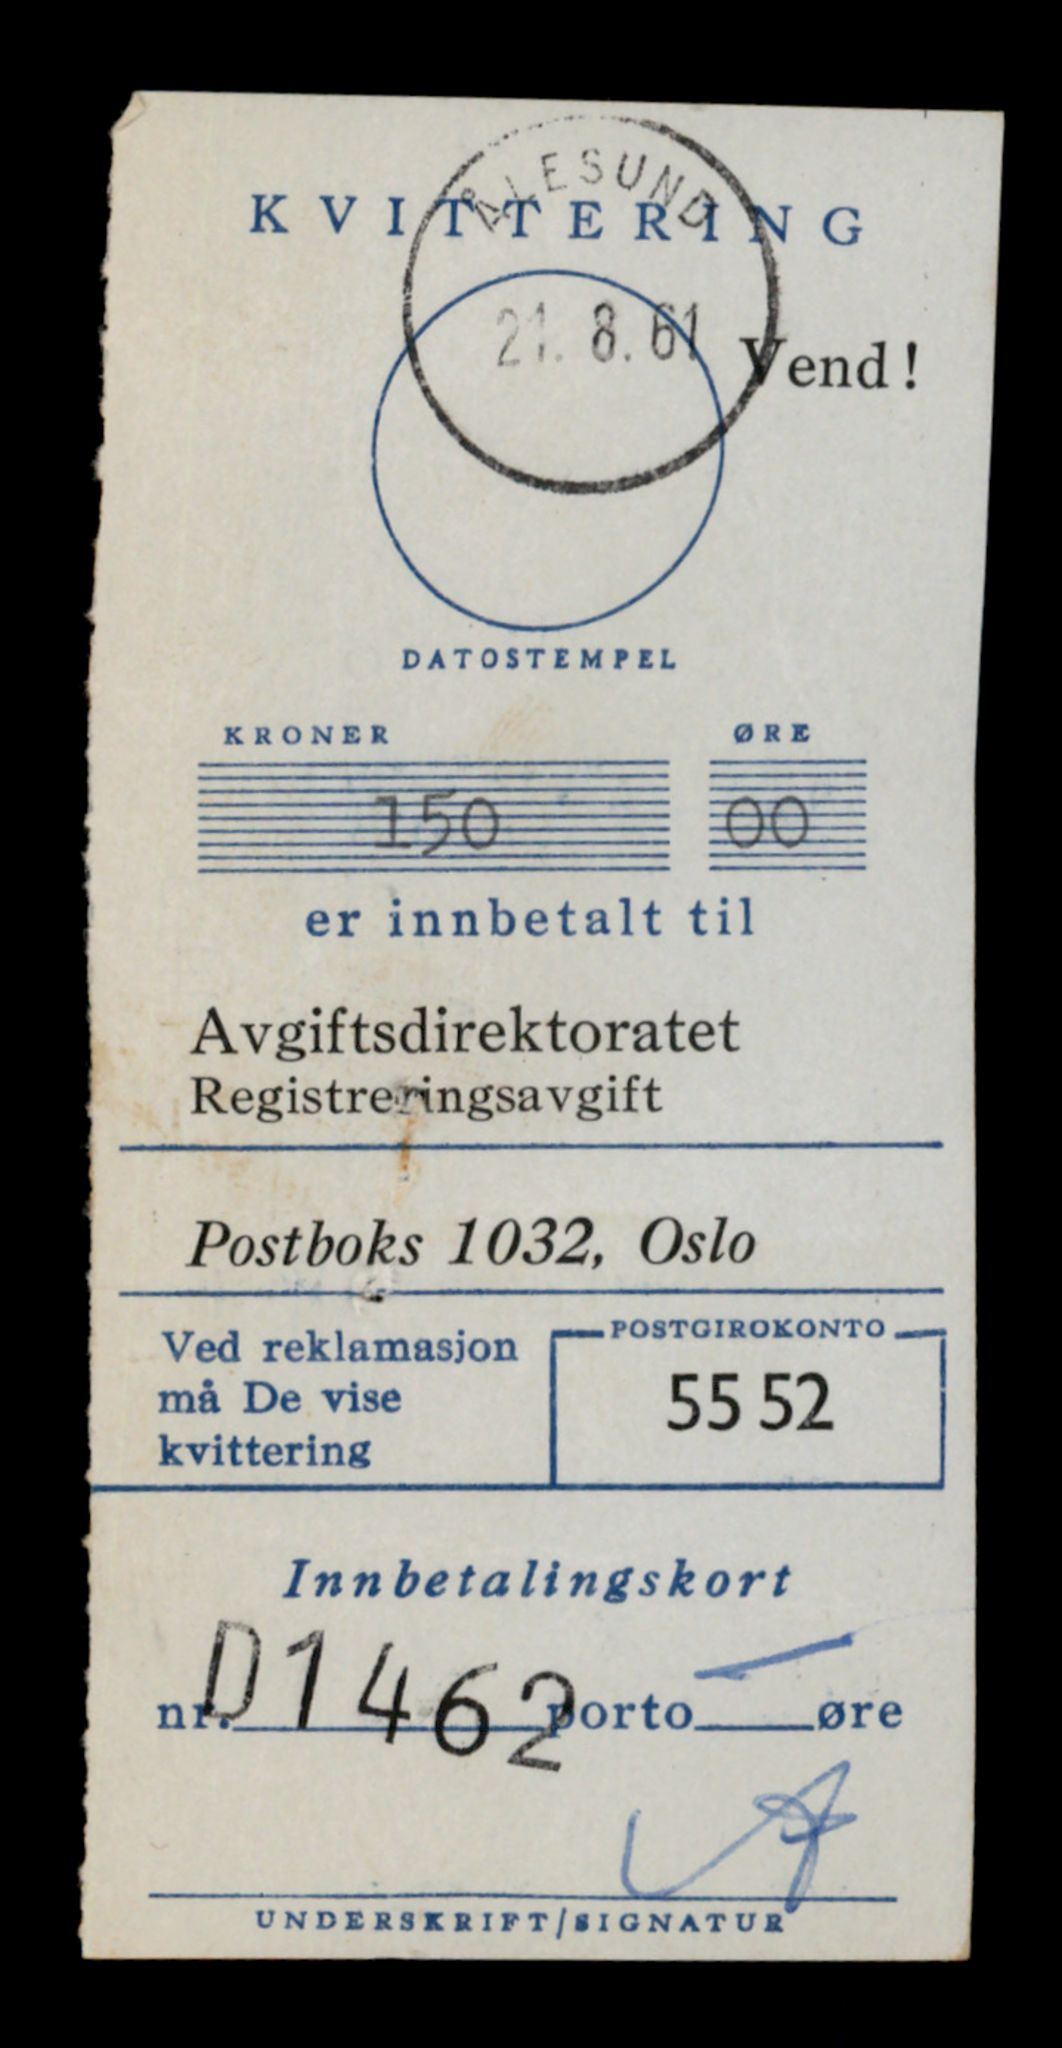 ÅLESUND
KVITTERING
21. 8. 61
Vend!
DATOSTEMPEL
KRONER ØRE
150 00
er innbetalt til
Avgiftsdirektoratet
Registreringsavgift
Postboks 1032, Oslo
Ved reklamasjon
må De vise
kvittering
POSTGIROKONTO
55 52
Innbetalingskort
nr. D1462 porto — øre
UNDERSKRIFT/SIGNATUR